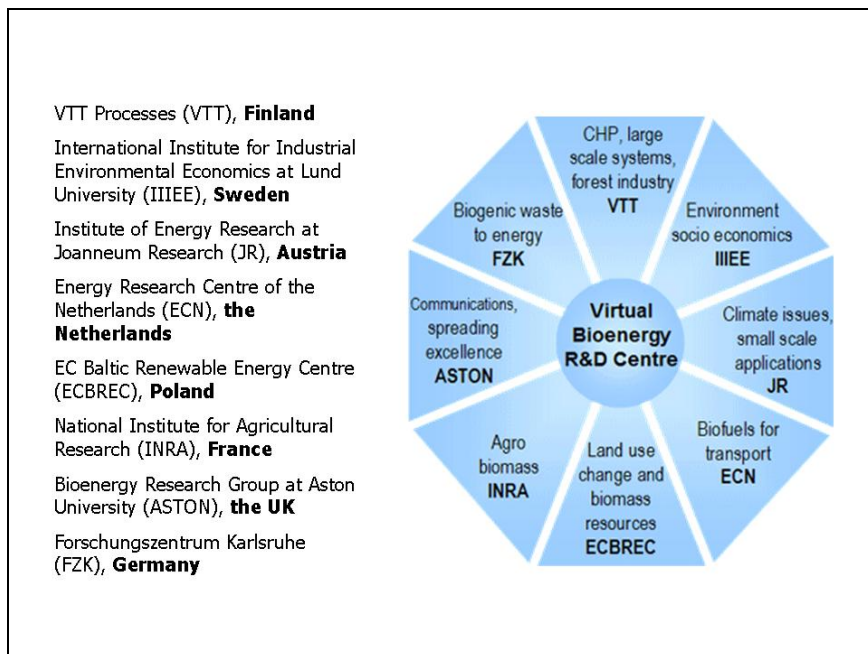 VTT Processes (VTT), Finland
International Institute for Industrial
Environmental Economics at Lund
University (IIIEE), Sweden
Institute of Energy Research at
Joanneum Research (JR), Austria
Energy Research Centre of the
Netherlands (ECN), the
Netherlands
EC Baltic Renewable Energy Centre
(ECBREC), Poland
National Institute for Agricultural
Research (INRA), France
Bioenergy Research Group at Aston
University (ASTON), the UK
Forschungszentrum Karlsruhe
(FZK), Germany
CHP, large
scale systems,
forest industry
VTT
Environment
socio economics
IIIEE
Climate issues,
small scale
applications
JR
Biofuels for
transport
ECN
Land use
change and
biomass
resources
ECBREC
Agro
biomass
INRA
Communications,
spreading
excellence
ASTON
Biogenic waste
to energy
FZK
Virtual
Bioenergy
R&D Centre